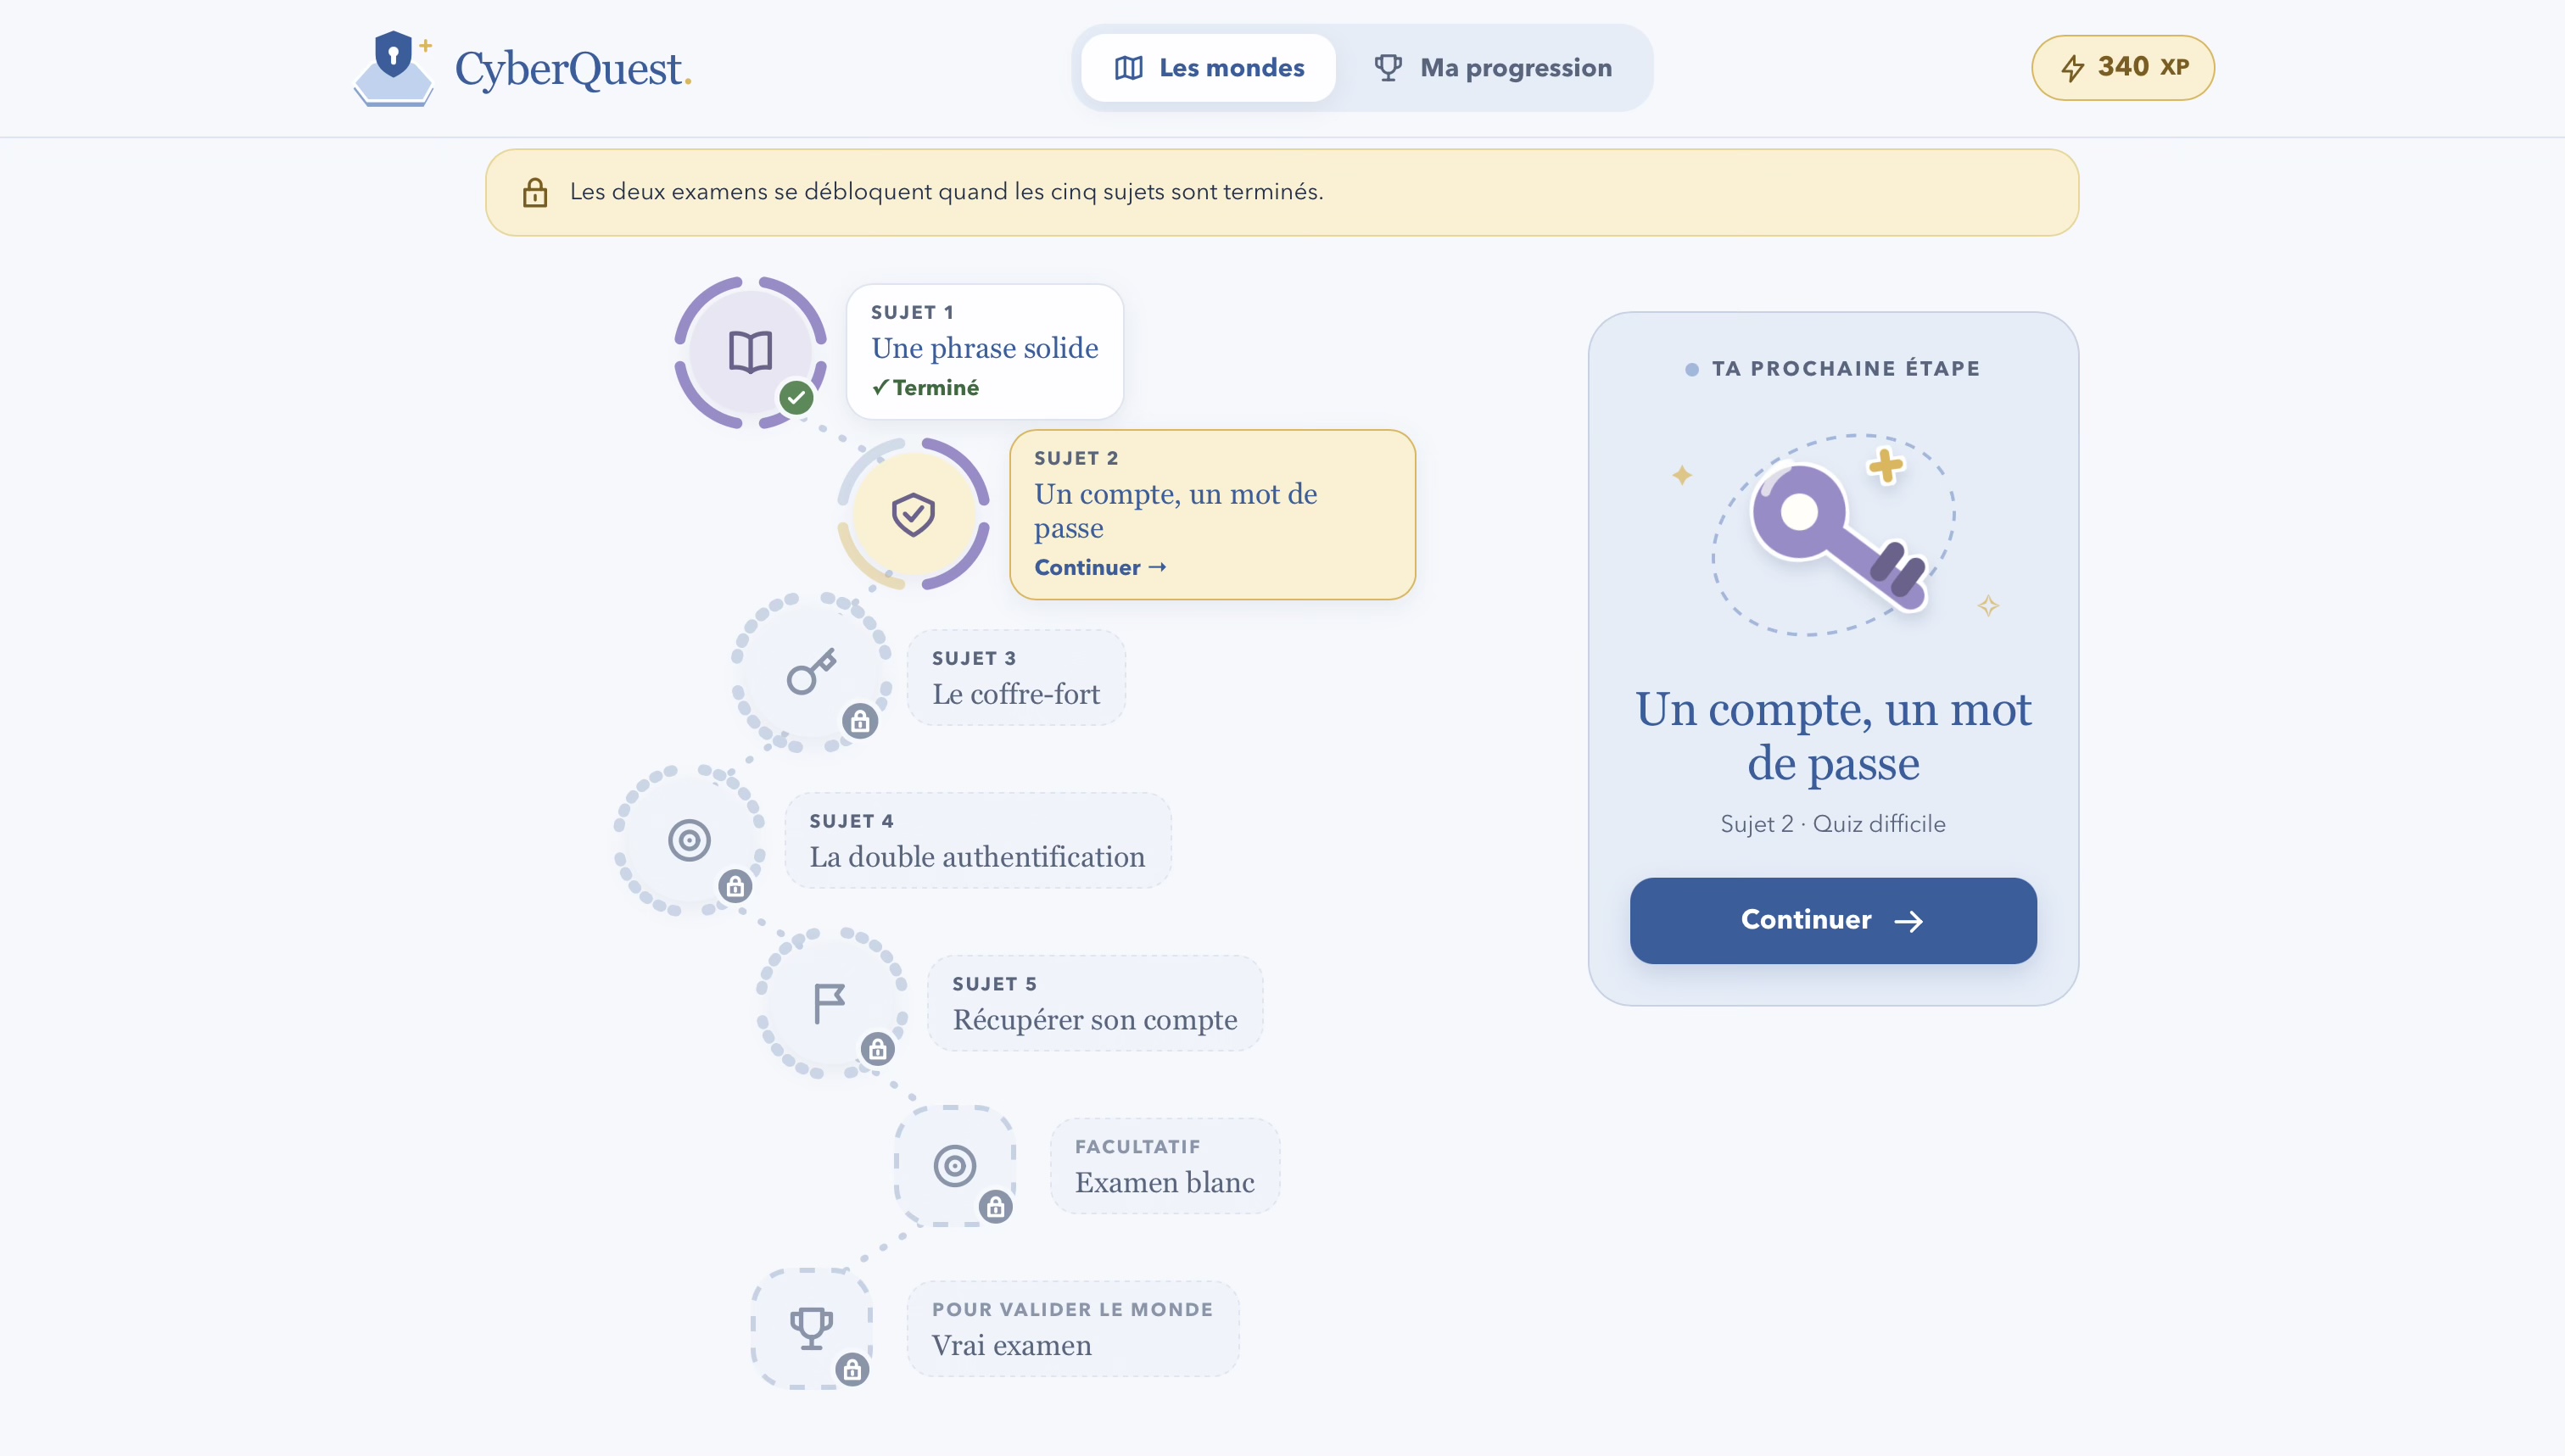 CyberQuest.
Les mondes
Ma progression
340 XP
Les deux examens se débloquent quand les cinq sujets sont terminés.
SUJET 1
Une phrase solide
✓ Terminé
SUJET 2
Un compte, un mot de
passe
Continuer →
SUJET 3
Le coffre-fort
SUJET 4
La double authentification
SUJET 5
Récupérer son compte
FACULTATIF
Examen blanc
POUR VALIDER LE MONDE
Vrai examen
TA PROCHAINE ÉTAPE
Un compte, un mot
de passe
Sujet 2 · Quiz difficile
Continuer →